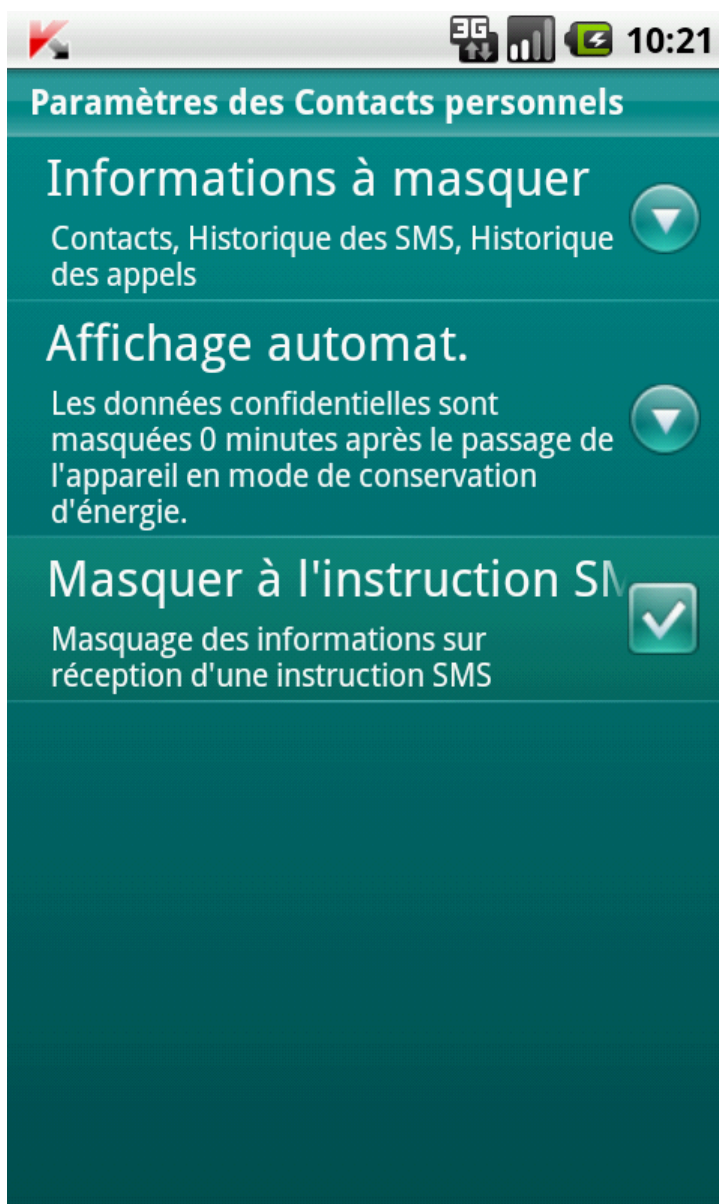 3G 10:21
Paramètres des Contacts personnels
Informations à masquer
Contacts, Historique des SMS, Historique
des appels
Affichage automat.
Les données confidentielles sont
masquées 0 minutes après le passage de
l'appareil en mode de conservation
d'énergie.
Masquer à l'instruction SM
Masquage des informations sur
réception d'une instruction SMS